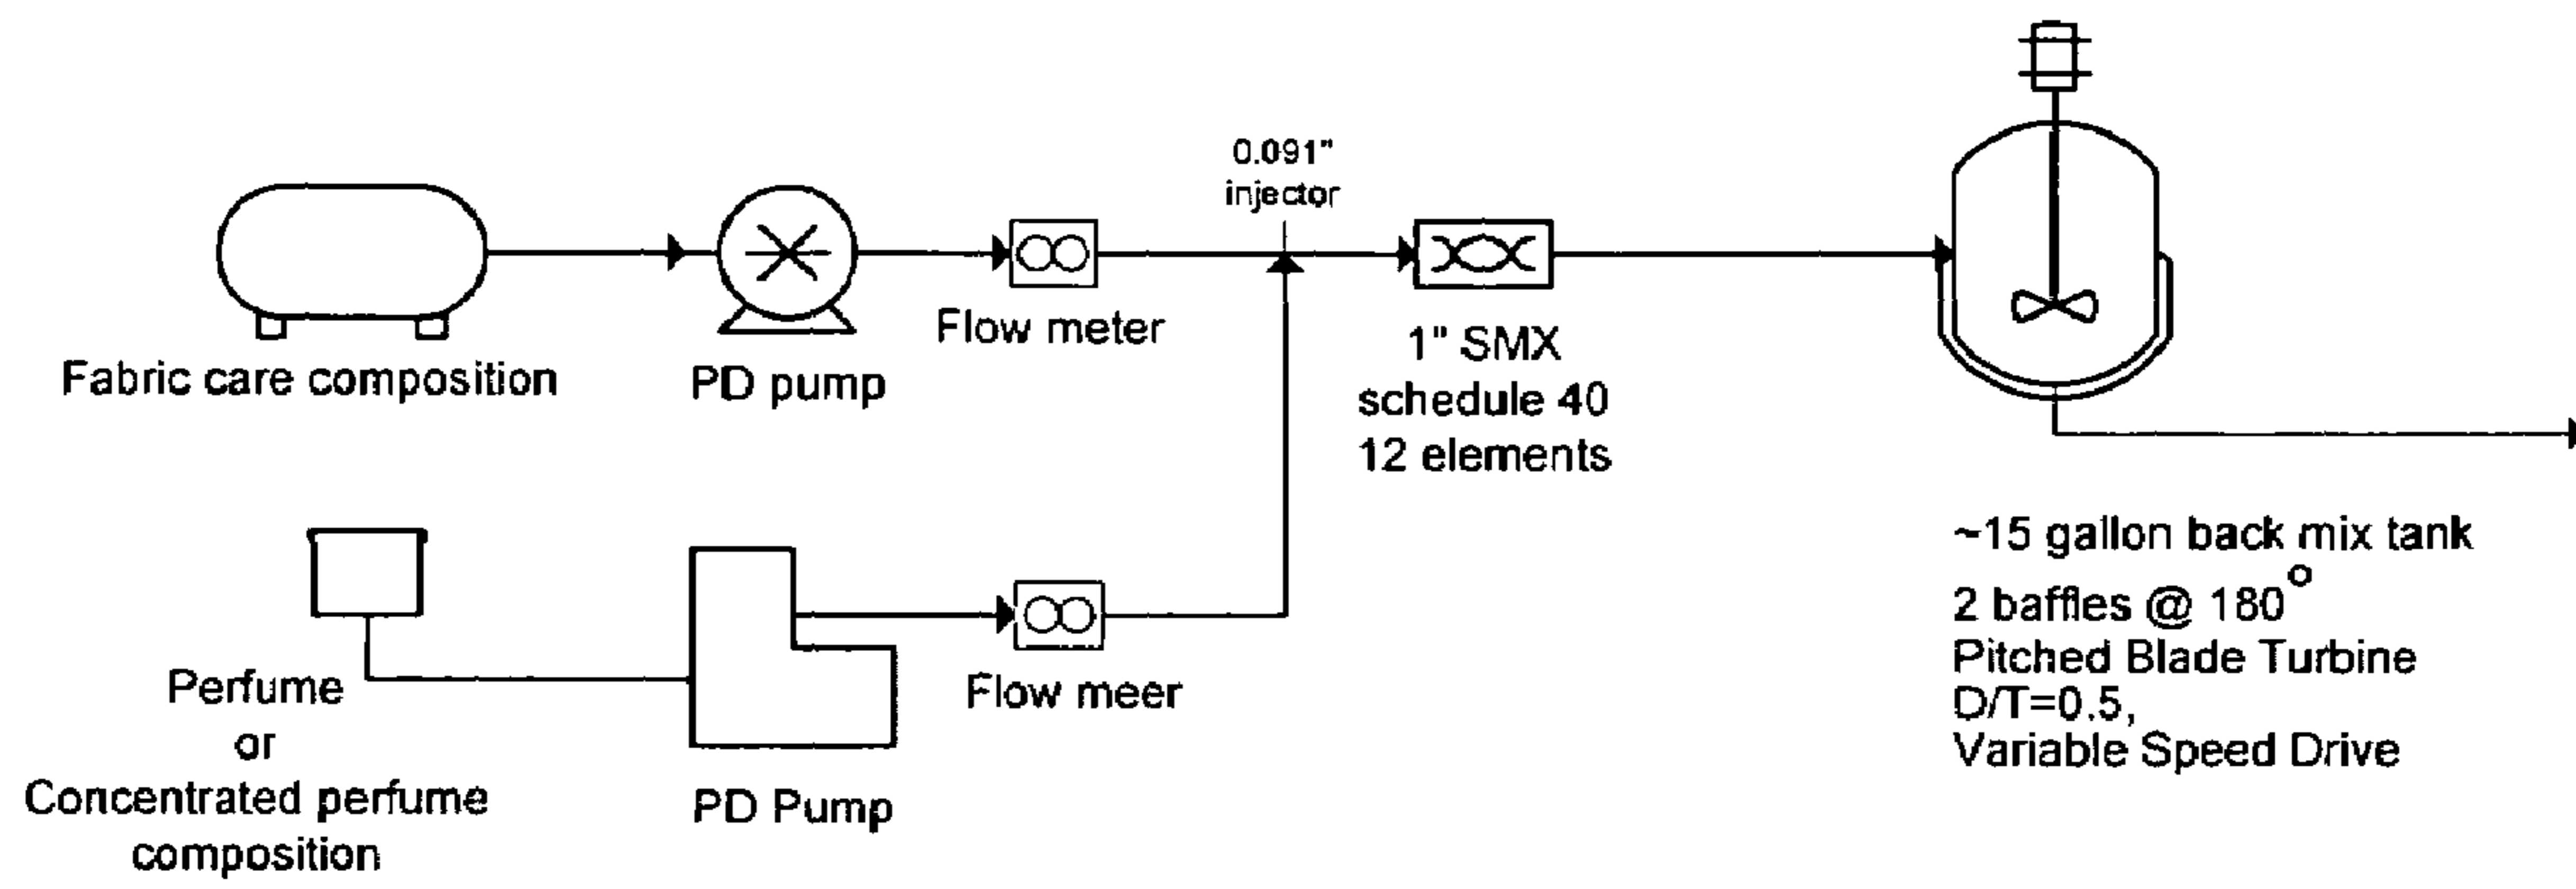 0.091"
injector
Fabric care composition
PD pump
Flow meter
1" SMX
schedule 40
12 elements
Perfume
or
Concentrated perfume
composition
PD Pump
Flow meer
~15 gallon back mix tank
2 baffles @ 180°
Pitched Blade Turbine
D/T=0.5,
Variable Speed Drive